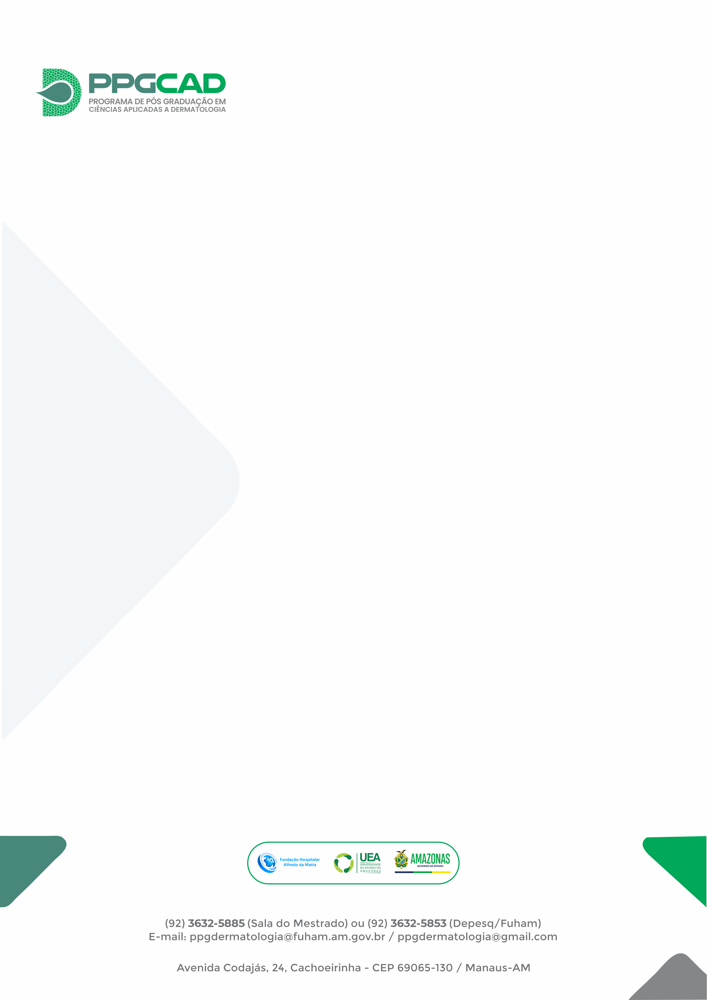 PPGCAD
PROGRAMA DE PÓS GRADUAÇÃO EM
CIÊNCIAS APLICADAS A DERMATOLOGIA
Fundação Hospitalar
Alfredo da Matta
FUHAM
UEA
UNIVERSIDADE
DO ESTADO DO
AMAZONAS
AMAZONAS
GOVERNO DO ESTADO
(92) 3632-5885 (Sala do Mestrado) ou (92) 3632-5853 (Depesq/Fuham)
E-mail: ppgdermatologia@fuham.am.gov.br / ppgdermatologia@gmail.com
Avenida Codajás, 24, Cachoeirinha - CEP 69065-130 / Manaus-AM